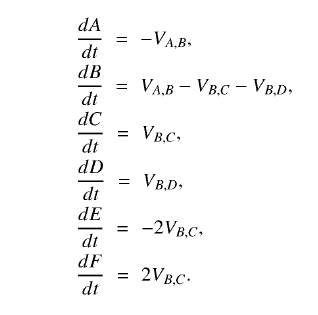 dA/dt = -V_{A,B},
dB/dt = V_{A,B} - V_{B,C} - V_{B,D},
dC/dt = V_{B,C},
dD/dt = V_{B,D},
dE/dt = -2V_{B,C},
dF/dt = 2V_{B,C}.